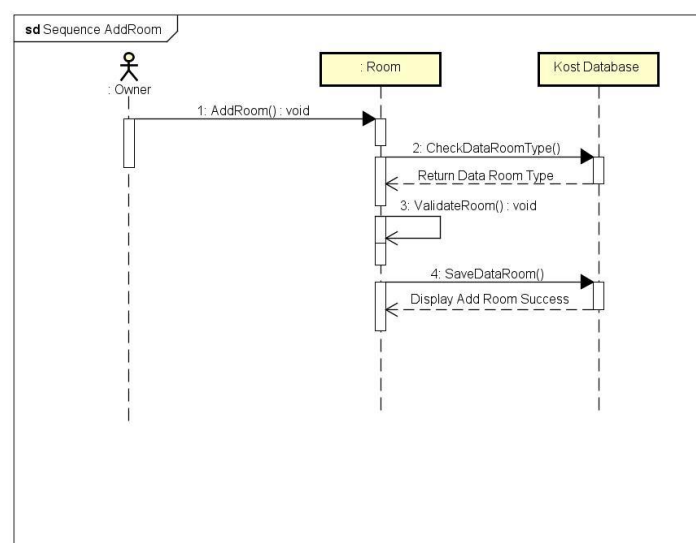 sd Sequence AddRoom
: Owner
: Room
Kost Database
1: AddRoom() : void
2: CheckDataRoomType()
Return Data Room Type
3: ValidateRoom() : void
4: SaveDataRoom()
Display Add Room Success